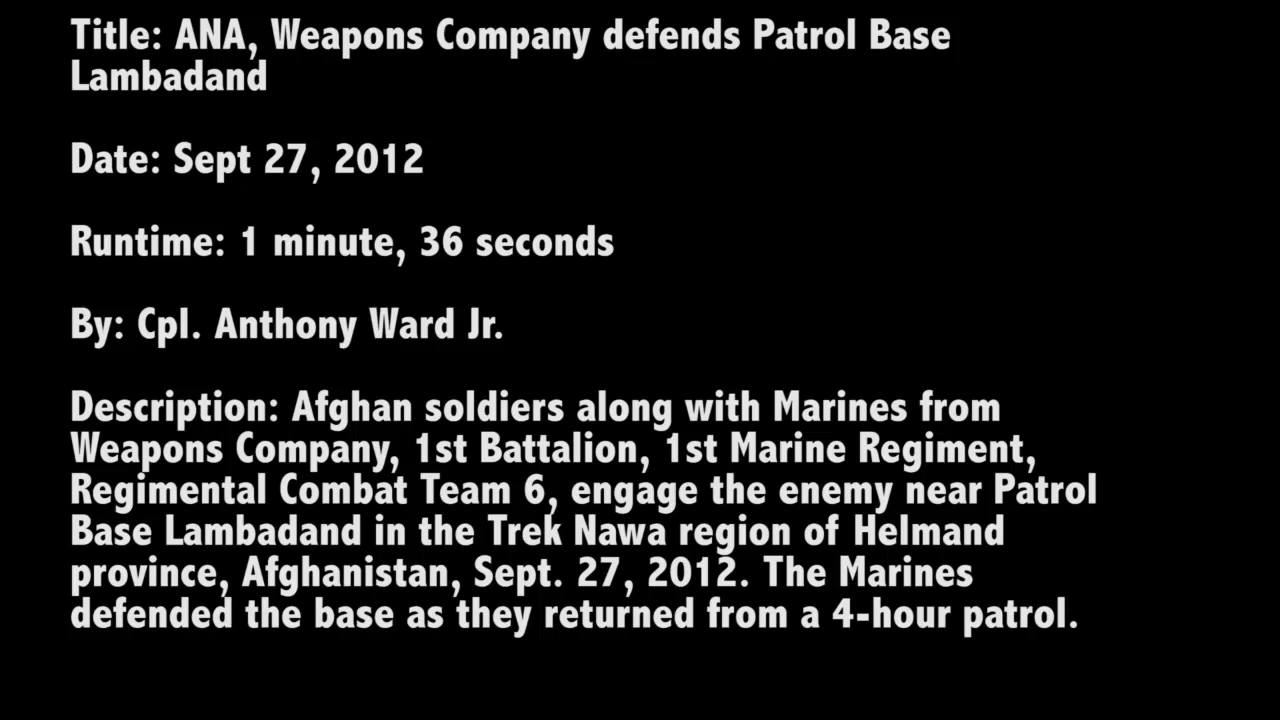 Title: ANA, Weapons Company defends Patrol Base
Lambadand
Date: Sept 27, 2012
Runtime: 1 minute, 36 seconds
By: Cpl. Anthony Ward Jr.
Description: Afghan soldiers along with Marines from
Weapons Company, 1st Battalion, 1st Marine Regiment,
Regimental Combat Team 6, engage the enemy near Patrol
Base Lambadand in the Trek Nawa region of Helmand
province, Afghanistan, Sept. 27, 2012. The Marines
defended the base as they returned from a 4-hour patrol.